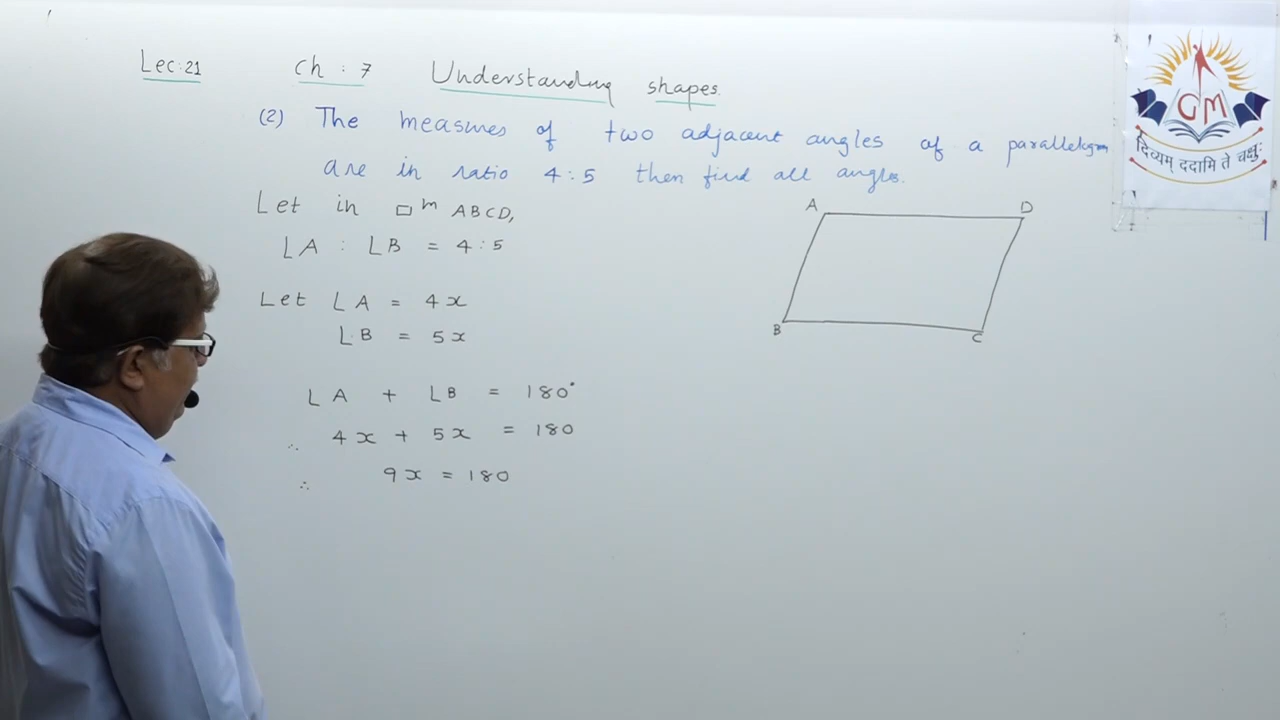 Lec:21 ch : 7 Understanding shapes
(2) The measures of two adjacent angles of a parallelogm
are in ratio 4:5 then find all angles.
Let in □ᵐ ABCD,
∠A : ∠B = 4:5
Let ∠A = 4x
∠B = 5x
∠A + ∠B = 180°
∴ 4x + 5x = 180
∴ 9x = 180
A D
B C
GM
दिव्यम् ददामि ते चक्षुः